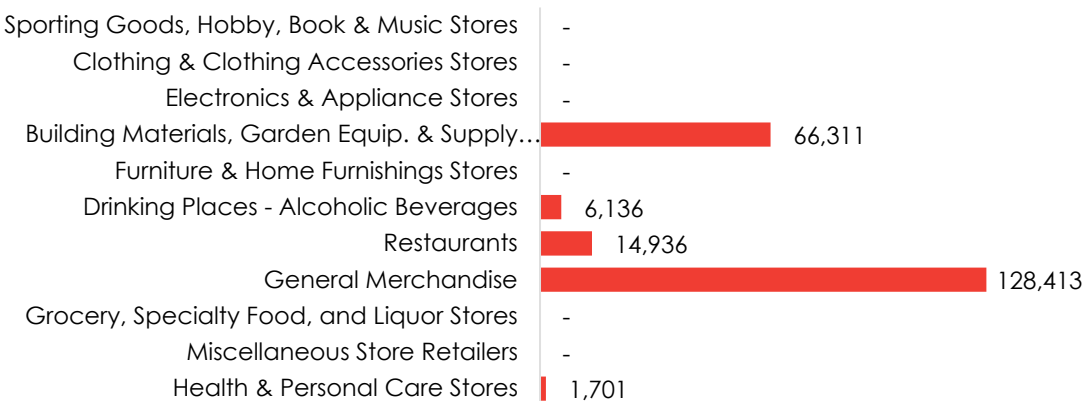 Sporting Goods, Hobby, Book & Music Stores -
Clothing & Clothing Accessories Stores -
Electronics & Appliance Stores -
Building Materials, Garden Equip. & Supply… 66,311
Furniture & Home Furnishings Stores -
Drinking Places - Alcoholic Beverages 6,136
Restaurants 14,936
General Merchandise 128,413
Grocery, Specialty Food, and Liquor Stores -
Miscellaneous Store Retailers -
Health & Personal Care Stores 1,701